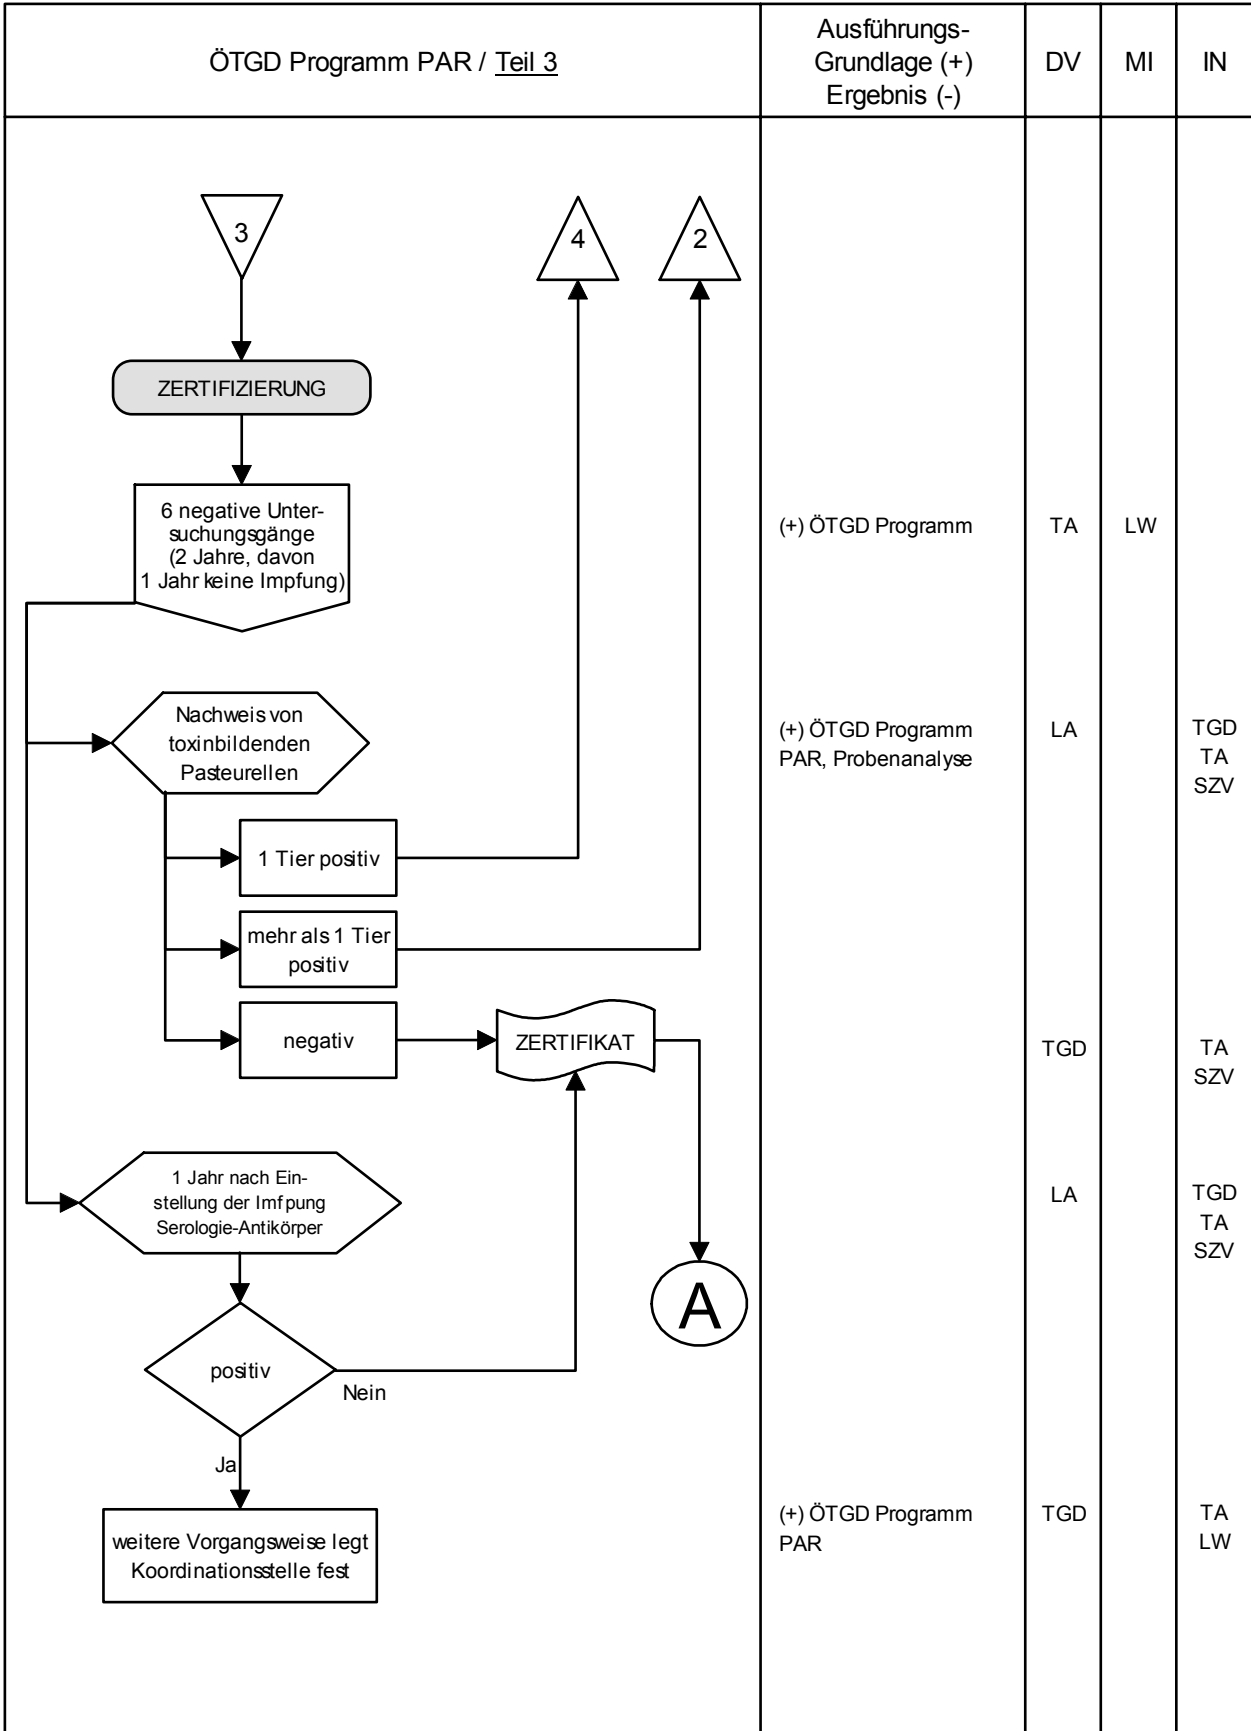 ÖTGD Programm PAR / Teil 3
Ausführungs-
Grundlage (+)
Ergebnis (-)
DV
MI
IN
3
4
2
ZERTIFIZIERUNG
6 negative Unter-
suchungsgänge
(2 Jahre, davon
1 Jahr keine Impfung)
(+) ÖTGD Programm
TA
LW
Nachweis von
toxinbildenden
Pasteurellen
(+) ÖTGD Programm
PAR, Probenanalyse
LA
TGD
TA
SZV
1 Tier positiv
mehr als 1 Tier
positiv
negativ
ZERTIFIKAT
TGD
TA
SZV
1 Jahr nach Ein-
stellung der Imfpung
Serologie-Antikörper
LA
TGD
TA
SZV
A
positiv
Nein
Ja
weitere Vorgangsweise legt
Koordinationsstelle fest
(+) ÖTGD Programm
PAR
TGD
TA
LW